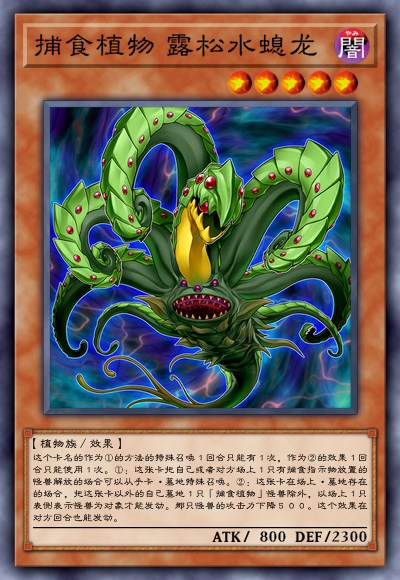 捕食植物 露松水螅龙
やみ
闇
【植物族／效果】
这个卡名的作为①的方法的特殊召唤1回合只能有1次，作为②的效果1回
合只能使用1次。①：这张卡把自己或者对方场上1只有捕食指示物放置的
怪兽解放的场合可以从手卡·墓地特殊召唤。②：这张卡在场上·墓地存在
的场合，把这张卡以外的自己墓地1只「捕食植物」怪兽除外，以场上1只
表侧表示怪兽为对象才能发动。那只怪兽的攻击力下降500。这个效果在
对方回合也能发动。
ATK/ 800 DEF/2300